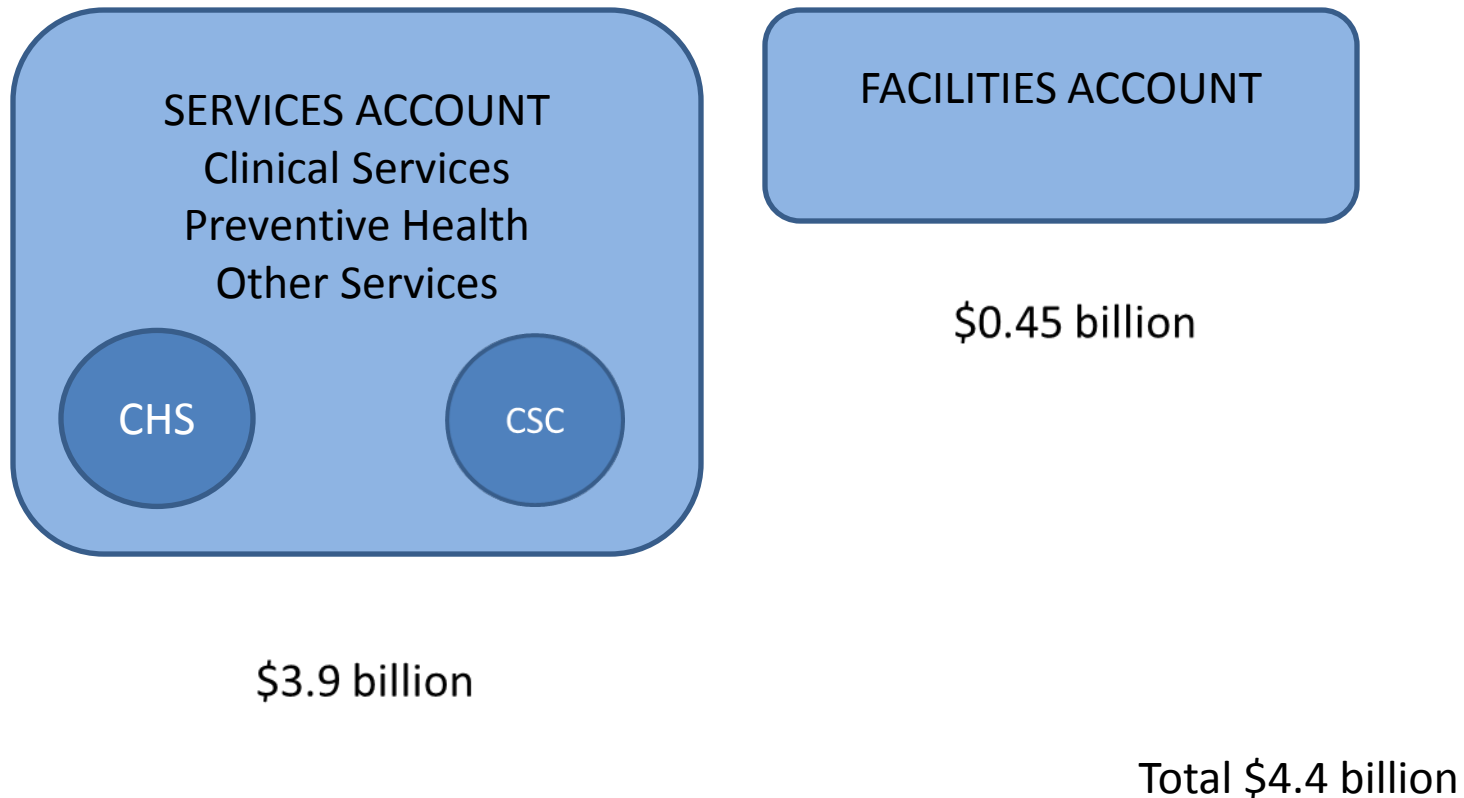 SERVICES ACCOUNT
Clinical Services
Preventive Health
Other Services
CHS
CSC
$3.9 billion
FACILITIES ACCOUNT
$0.45 billion
Total $4.4 billion